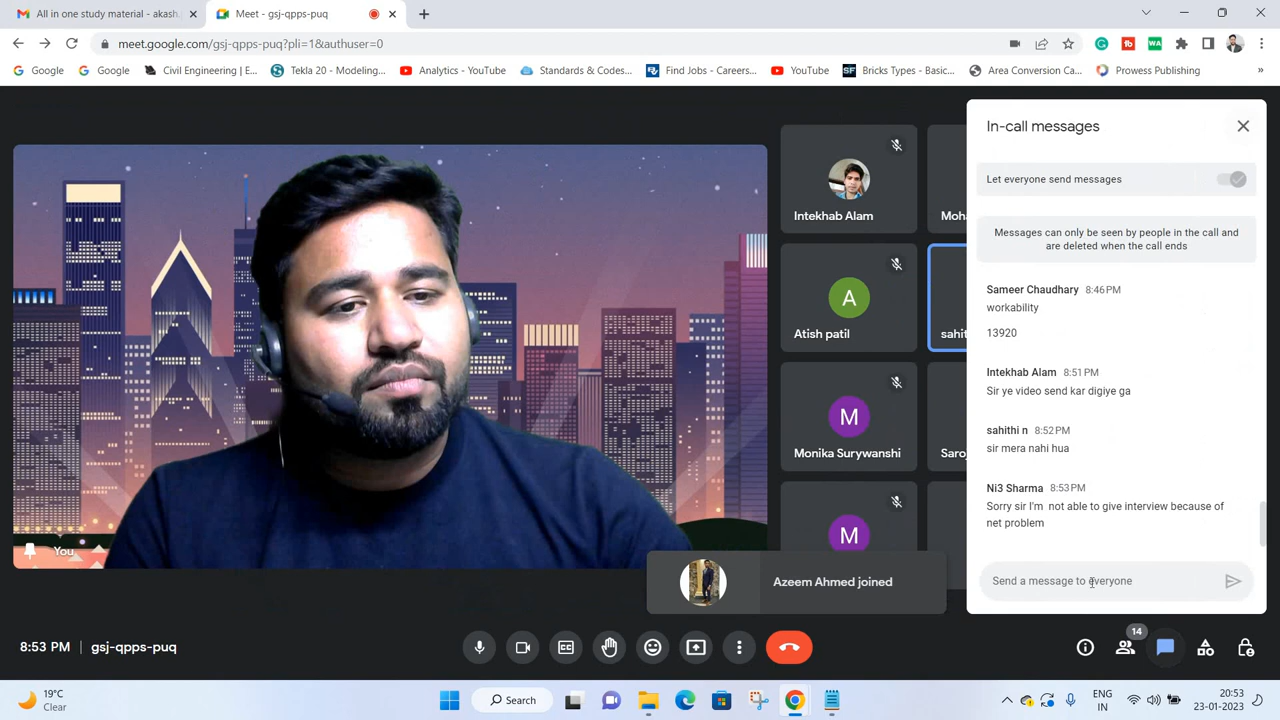 All in one study material - akash.
Meet - gsj-qpps-puq
meet.google.com/gsj-qpps-puq?pli=1&authuser=0
Google
Google
Civil Engineering | E...
Tekla 20 - Modeling...
Analytics - YouTube
Standards & Codes...
Find Jobs - Careers...
YouTube
Bricks Types - Basic...
Area Conversion Ca...
Prowess Publishing
»
You
Intekhab Alam
Moha
A
Atish patil
sahit
M
Monika Surywanshi
Saroj
M
Azeem Ahmed joined
In-call messages
Let everyone send messages
Messages can only be seen by people in the call and
are deleted when the call ends
Sameer Chaudhary 8:46 PM
workability
13920
Intekhab Alam 8:51 PM
Sir ye video send kar digiye ga
sahithi n 8:52 PM
sir mera nahi hua
Ni3 Sharma 8:53 PM
Sorry sir I'm not able to give interview because of
net problem
Send a message to everyone
8:53 PM | gsj-qpps-puq
CC
14
19°C
Clear
Search
ENG
IN
20:53
23-01-2023